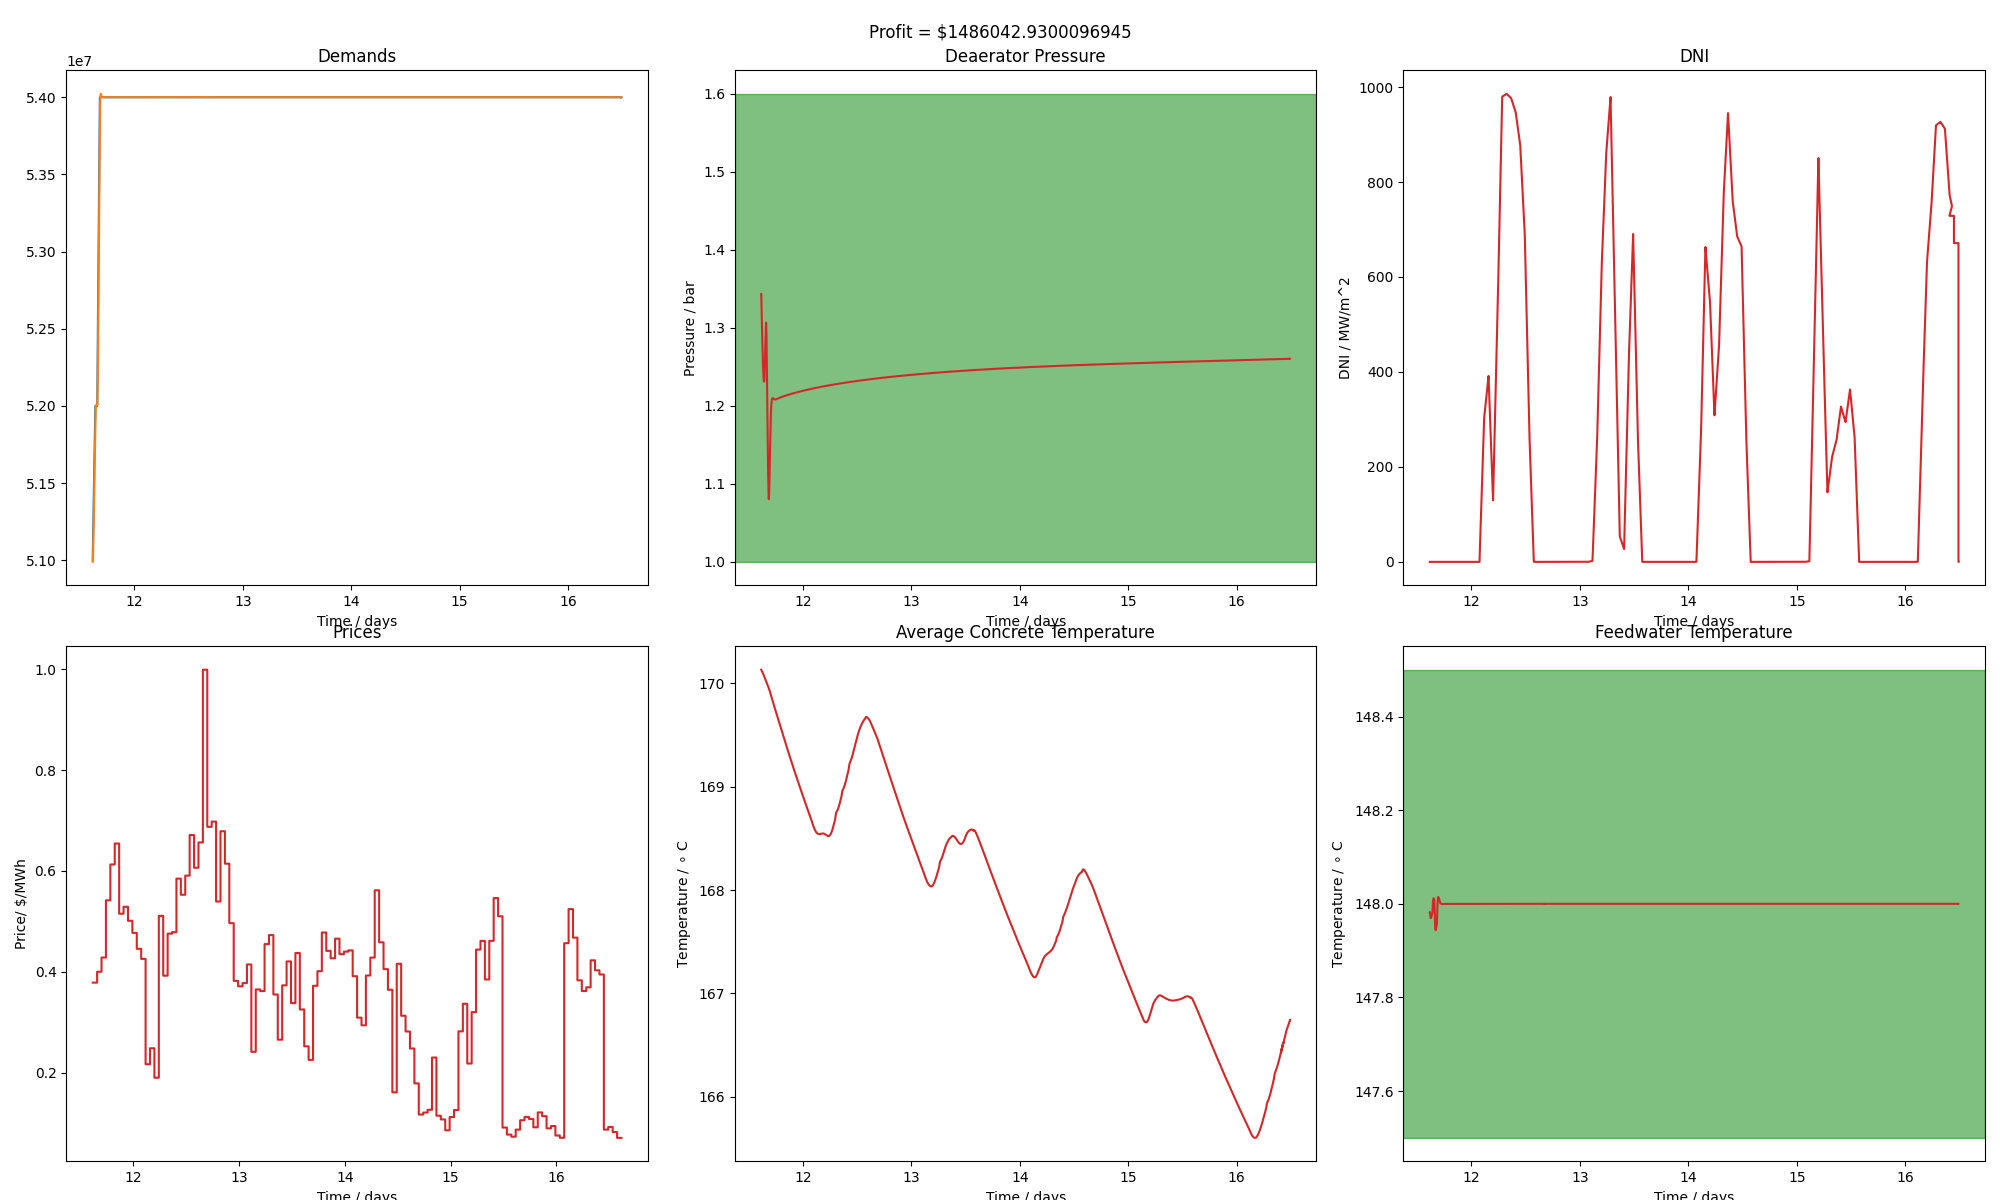 Profit = $1486042.9300096945
Demands
1e7
5.40
5.35
5.30
5.25
5.20
5.15
5.10
12 13 14 15 16
Time / days
Deaerator Pressure
Pressure / bar
1.6
1.5
1.4
1.3
1.2
1.1
1.0
12 13 14 15 16
Time / days
DNI
DNI / MW/m^2
1000
800
600
400
200
0
12 13 14 15 16
Time / days
Prices
Price/ $/MWh
1.0
0.8
0.6
0.4
0.2
12 13 14 15 16
Time / days
Average Concrete Temperature
Temperature / ∘ C
170
169
168
167
166
12 13 14 15 16
Time / days
Feedwater Temperature
Temperature / ∘ C
148.4
148.2
148.0
147.8
147.6
12 13 14 15 16
Time / days